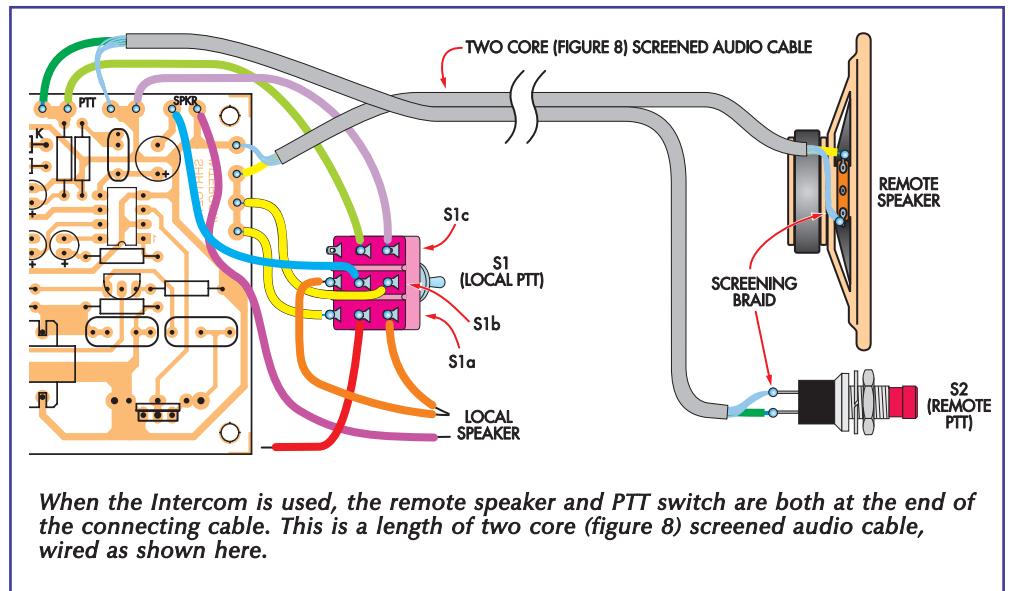 TWO CORE (FIGURE 8) SCREENED AUDIO CABLE
PTT
SPKR
K
REMOTE
SPEAKER
S1c
S1
(LOCAL PTT)
S1b
S1a
SCREENING
BRAID
LOCAL
SPEAKER
S2
(REMOTE
PTT)
When the Intercom is used, the remote speaker and PTT switch are both at the end of
the connecting cable. This is a length of two core (figure 8) screened audio cable,
wired as shown here.